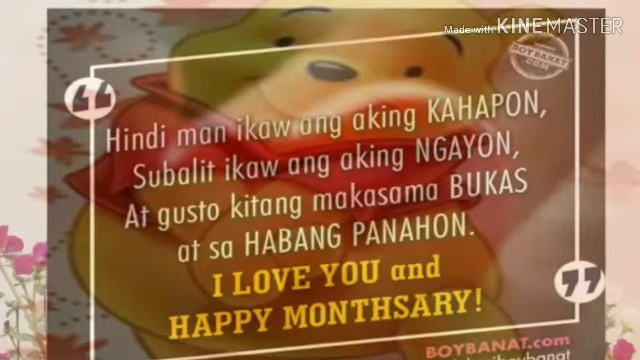 Made with KINEMASTER
BOYBANAT
.COM
Hindi man ikaw ang aking KAHAPON,
Subalit ikaw ang aking NGAYON,
At gusto kitang makasama BUKAS
at sa HABANG PANAHON.
I LOVE YOU and
HAPPY MONTHSARY!
BOYBANAT.com